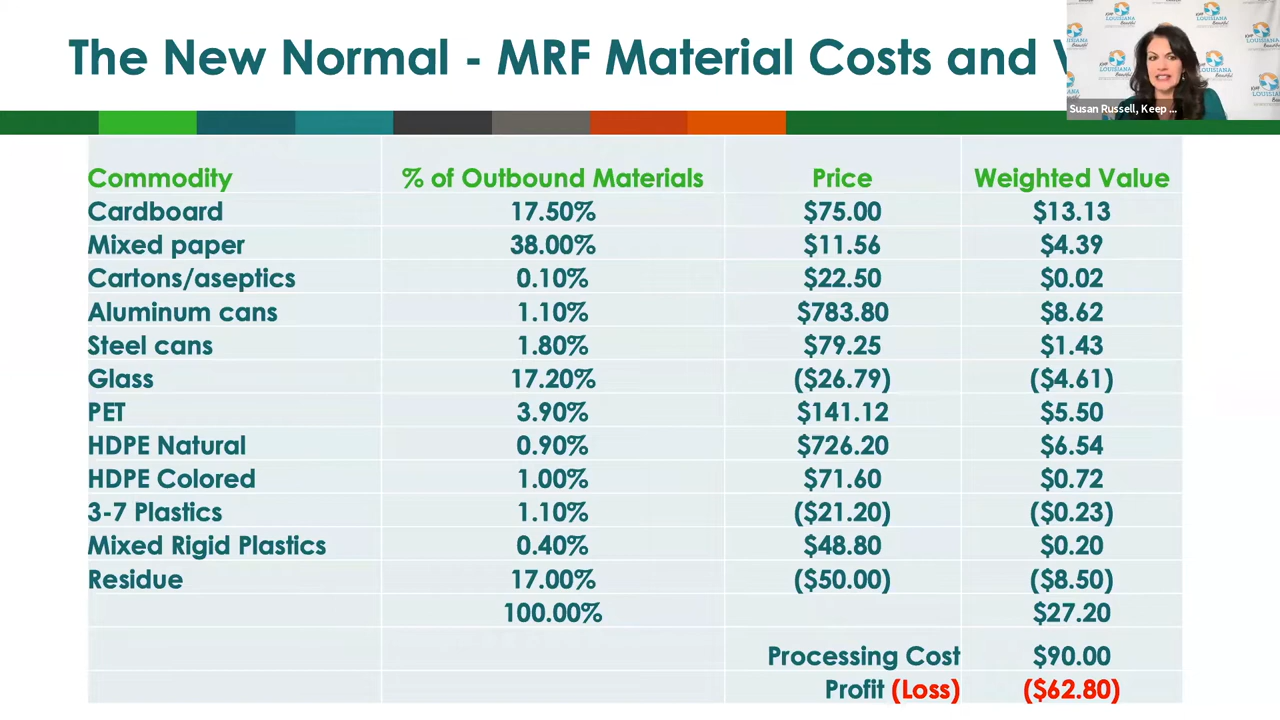 The New Normal - MRF Material Costs and
Susan Russell, Keep ...
Commodity % of Outbound Materials Price Weighted Value
Cardboard 17.50% $75.00 $13.13
Mixed paper 38.00% $11.56 $4.39
Cartons/aseptics 0.10% $22.50 $0.02
Aluminum cans 1.10% $783.80 $8.62
Steel cans 1.80% $79.25 $1.43
Glass 17.20% ($26.79) ($4.61)
PET 3.90% $141.12 $5.50
HDPE Natural 0.90% $726.20 $6.54
HDPE Colored 1.00% $71.60 $0.72
3-7 Plastics 1.10% ($21.20) ($0.23)
Mixed Rigid Plastics 0.40% $48.80 $0.20
Residue 17.00% ($50.00) ($8.50)
100.00% $27.20
Processing Cost $90.00
Profit (Loss) ($62.80)